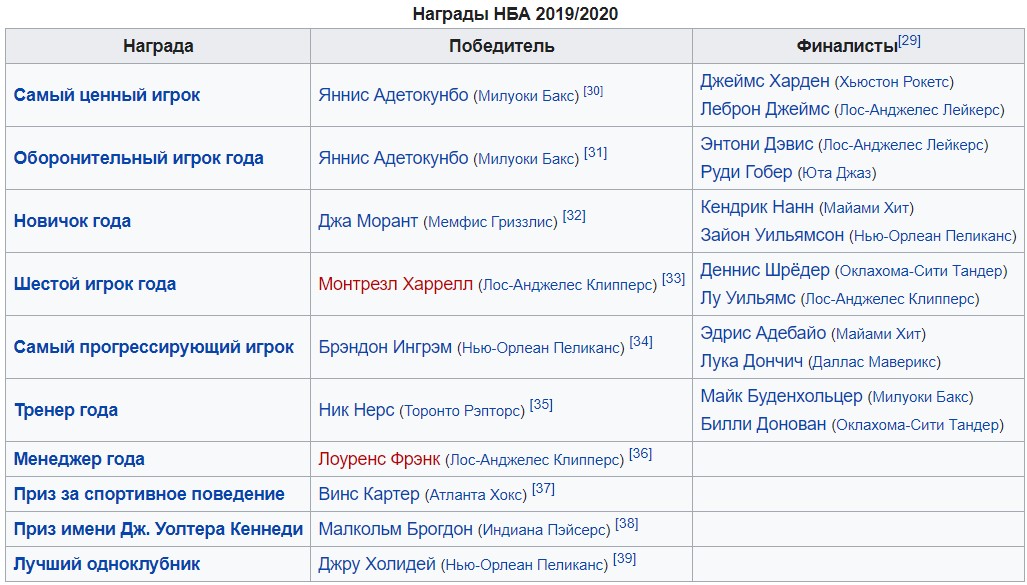 Награды НБА 2019/2020
Награда Победитель Финалисты[29]
Самый ценный игрок Яннис Адетокунбо (Милуоки Бакс) [30] Джеймс Харден (Хьюстон Рокетс)
Леброн Джеймс (Лос-Анджелес Лейкерс)
Оборонительный игрок года Яннис Адетокунбо (Милуоки Бакс) [31] Энтони Дэвис (Лос-Анджелес Лейкерс)
Руди Гобер (Юта Джаз)
Новичок года Джа Морант (Мемфис Гриззлис) [32] Кендрик Нанн (Майами Хит)
Зайон Уильямсон (Нью-Орлеан Пеликанс)
Шестой игрок года Монтрезл Харрелл (Лос-Анджелес Клипперс) [33] Деннис Шрёдер (Оклахома-Сити Тандер)
Лу Уильямс (Лос-Анджелес Клипперс)
Самый прогрессирующий игрок Брэндон Ингрэм (Нью-Орлеан Пеликанс) [34] Эдрис Адебайо (Майами Хит)
Лука Дончич (Даллас Маверикс)
Тренер года Ник Нерс (Торонто Рэпторс) [35] Майк Буденхольцер (Милуоки Бакс)
Билли Донован (Оклахома-Сити Тандер)
Менеджер года Лоуренс Фрэнк (Лос-Анджелес Клипперс) [36]
Приз за спортивное поведение Винс Картер (Атланта Хокс) [37]
Приз имени Дж. Уолтера Кеннеди Малкольм Брогдон (Индиана Пэйсерс) [38]
Лучший одноклубник Джру Холидей (Нью-Орлеан Пеликанс) [39]